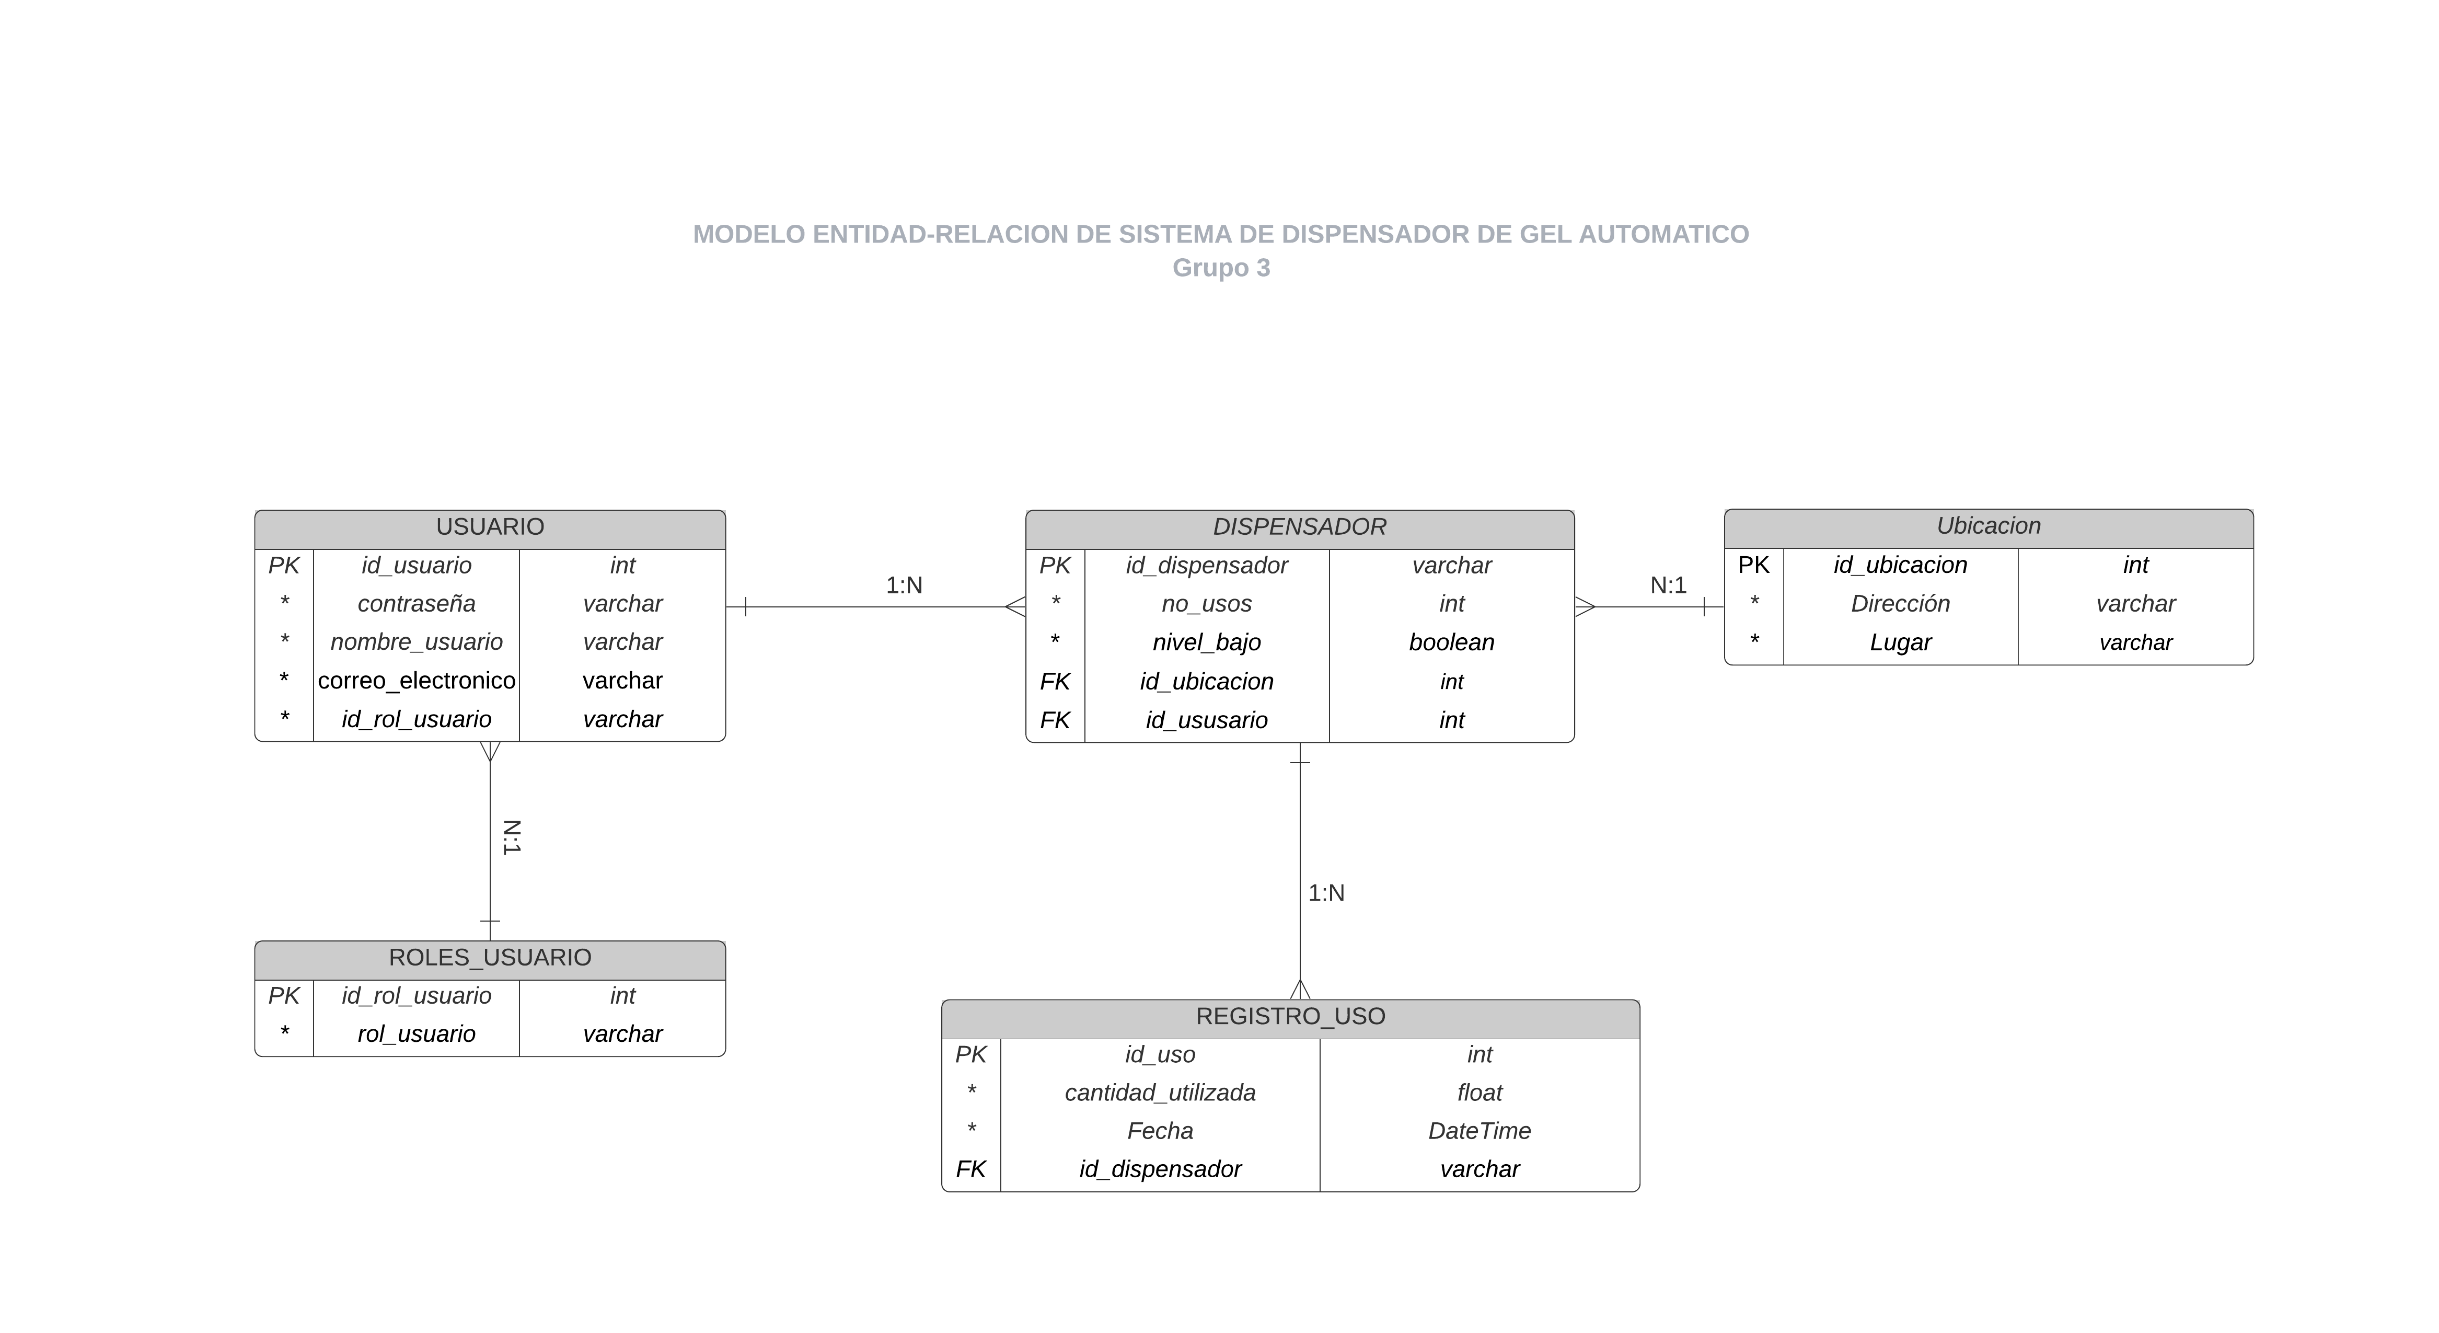 MODELO ENTIDAD-RELACION DE SISTEMA DE DISPENSADOR DE GEL AUTOMATICO
Grupo 3
USUARIO
PK id_usuario int
* contraseña varchar
* nombre_usuario varchar
* correo_electronico varchar
* id_rol_usuario varchar
1:N
DISPENSADOR
PK id_dispensador varchar
* no_usos int
* nivel_bajo boolean
FK id_ubicacion int
FK id_ususario int
N:1
Ubicacion
PK id_ubicacion int
* Dirección varchar
* Lugar varchar
N:1
1:N
ROLES_USUARIO
PK id_rol_usuario int
* rol_usuario varchar
REGISTRO_USO
PK id_uso int
* cantidad_utilizada float
* Fecha DateTime
FK id_dispensador varchar